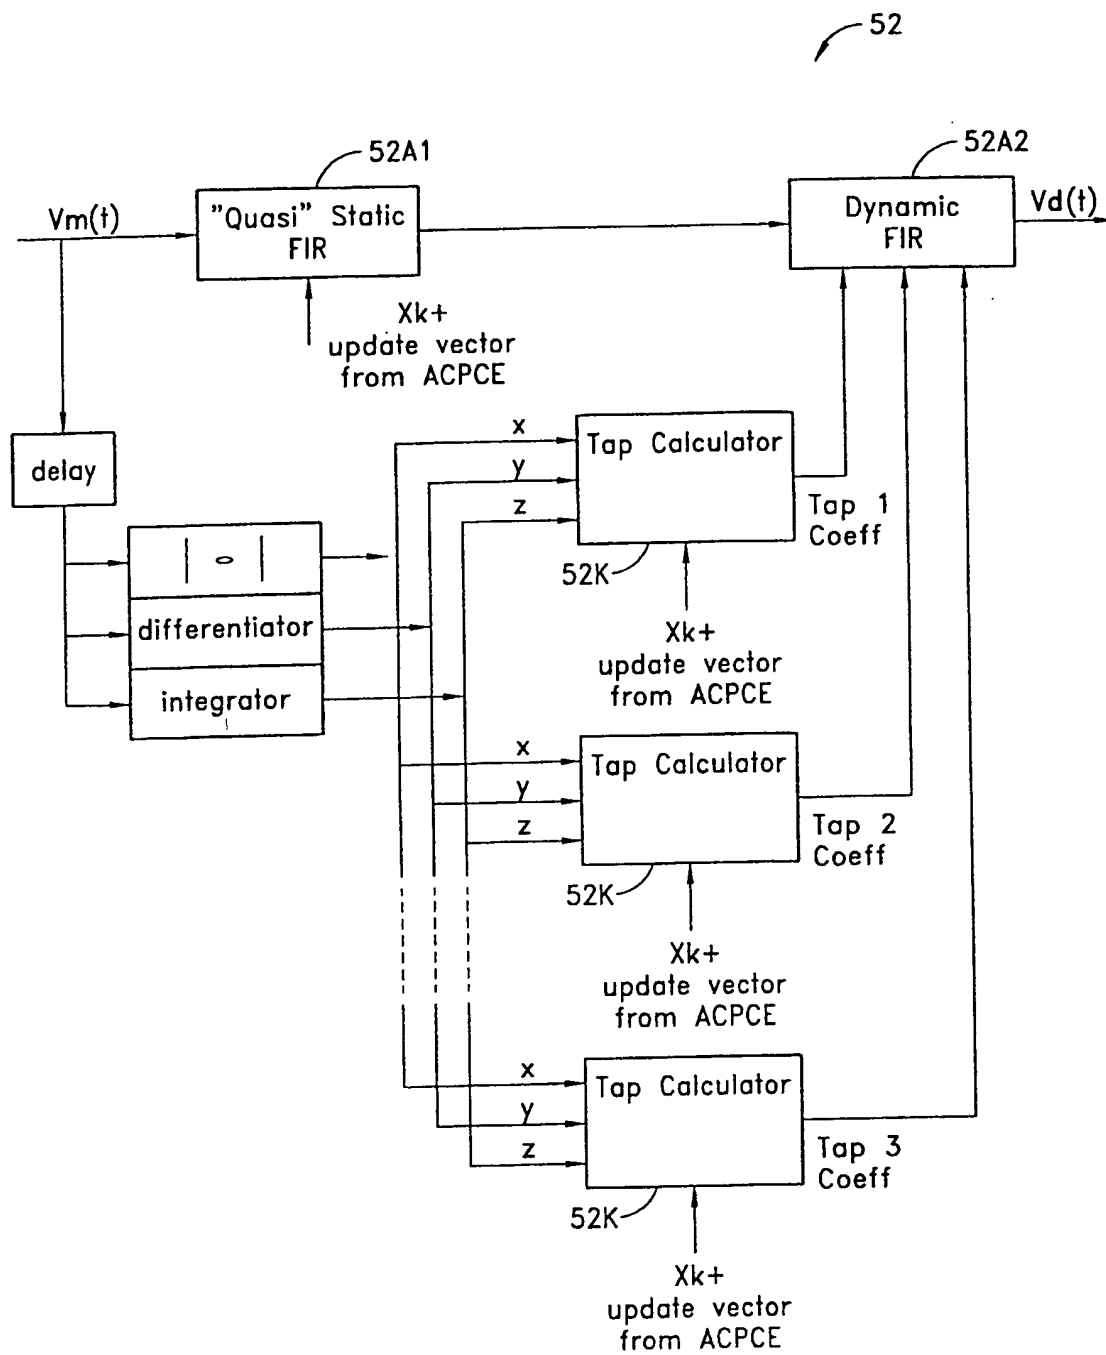 52
52A1
52A2
Vm(t)
"Quasi" Static
FIR
Dynamic
FIR
Vd(t)
Xk+
update vector
from ACPCE
delay
| o |
differentiator
integrator
x
y
z
Tap Calculator
Tap 1
Coeff
52K
Xk+
update vector
from ACPCE
x
y
z
Tap Calculator
Tap 2
Coeff
52K
Xk+
update vector
from ACPCE
x
y
z
Tap Calculator
Tap 3
Coeff
52K
Xk+
update vector
from ACPCE